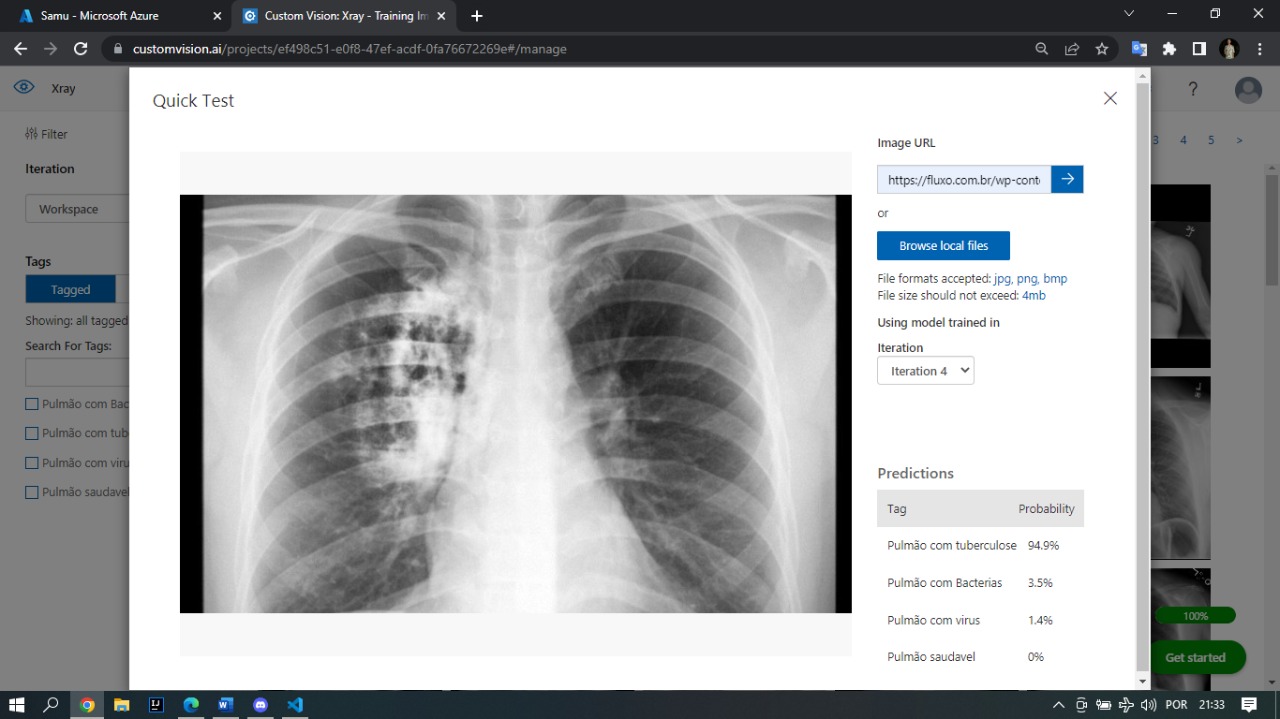 Samu - Microsoft Azure
Custom Vision: Xray - Training Im
customvision.ai/projects/ef498c51-e0f8-47ef-acdf-0fa76672269e#/manage
Xray
?
Quick Test
Filter
Iteration
Workspace
Tags
Tagged
Showing: all tagged
Search For Tags:
Pulmão com Bac
Pulmão com tub
Pulmão com viru
Pulmão saudavel
Image URL
https://fluxo.com.br/wp-cont
or
Browse local files
File formats accepted: jpg, png, bmp
File size should not exceed: 4mb
Using model trained in
Iteration
Iteration 4
Predictions
Tag Probability
Pulmão com tuberculose 94.9%
Pulmão com Bacterias 3.5%
Pulmão com virus 1.4%
Pulmão saudavel 0%
3 4 5 >
100%
Get started
POR 21:33